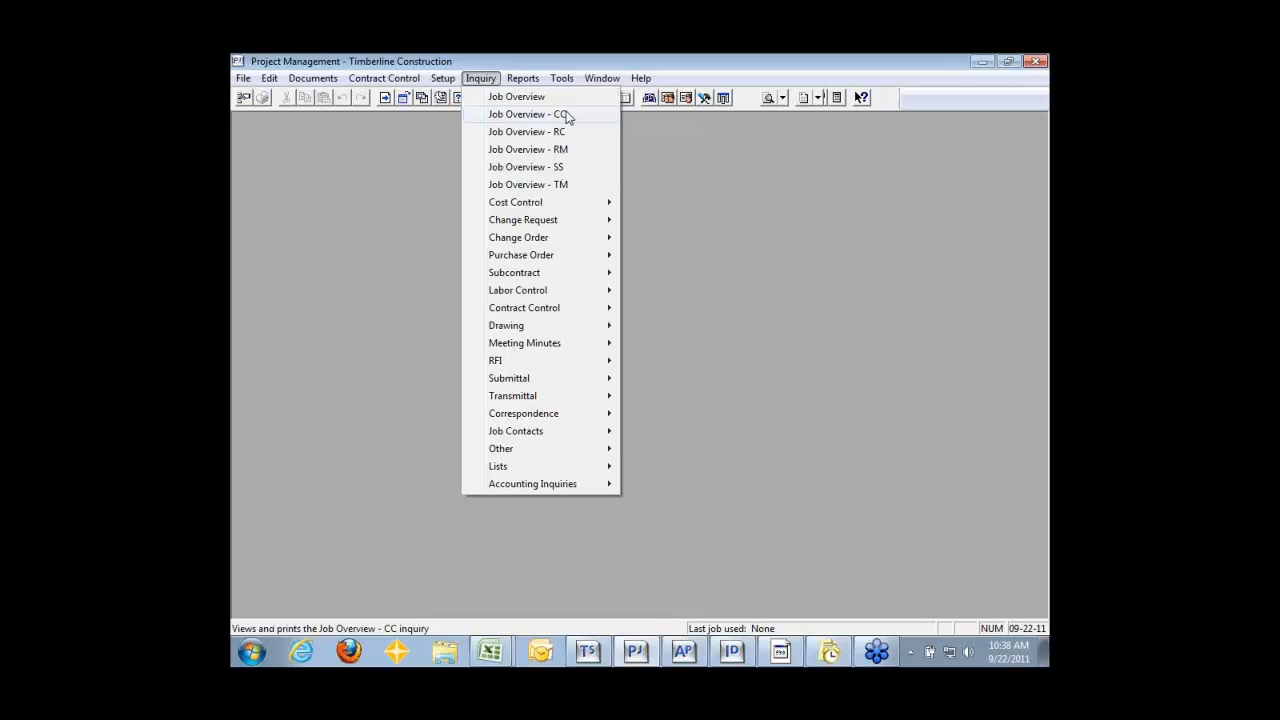 PJ Project Management - Timberline Construction
File Edit Documents Contract Control Setup Inquiry Reports Tools Window Help
Job Overview
Job Overview - CC
Job Overview - RC
Job Overview - RM
Job Overview - SS
Job Overview - TM
Cost Control
Change Request
Change Order
Purchase Order
Subcontract
Labor Control
Contract Control
Drawing
Meeting Minutes
RFI
Submittal
Transmittal
Correspondence
Job Contacts
Other
Lists
Accounting Inquiries
Views and prints the Job Overview - CC inquiry Last job used: None NUM 09-22-11
TS PJ AP ID 10:38 AM
9/22/2011